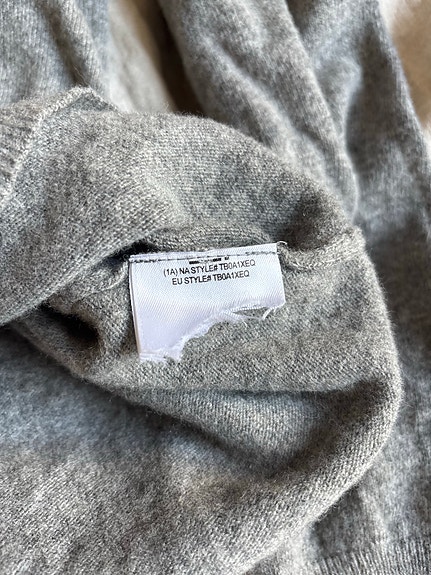 (1A) NA STYLE# TB0A1XEQ
EU STYLE# TB0A1XEQ